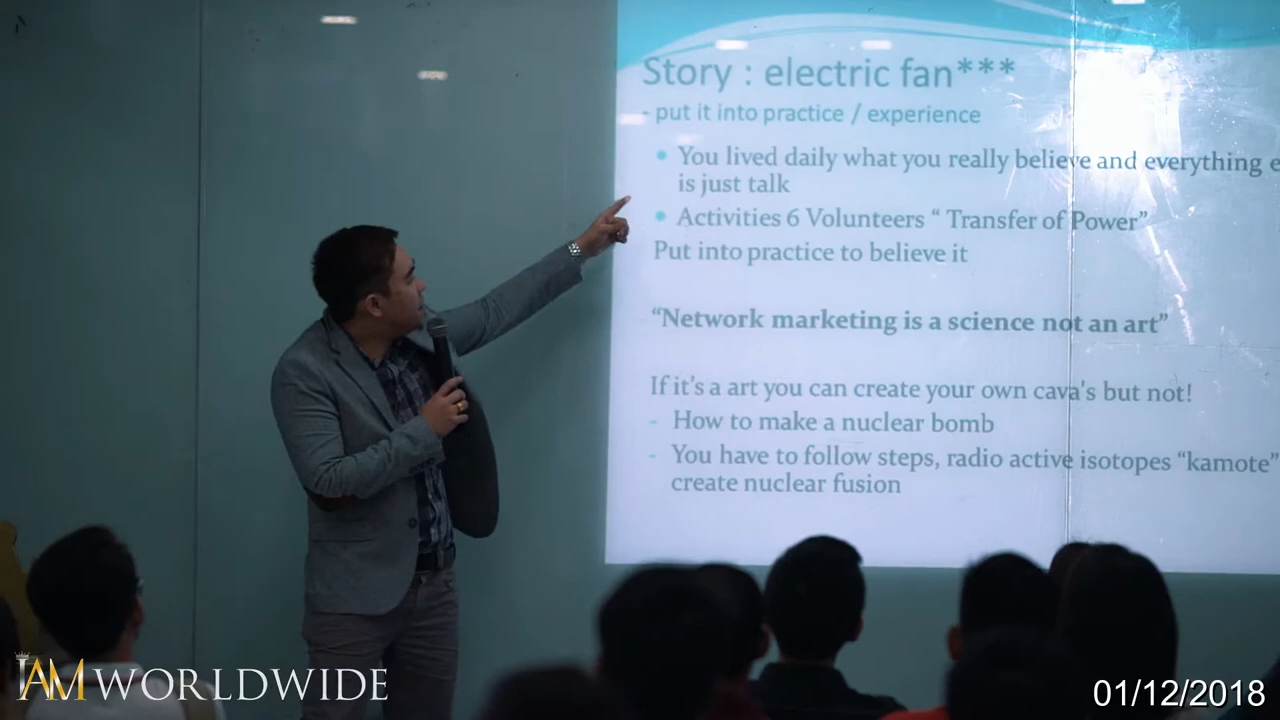 Story : electric fan***
- put it into practice / experience
• You lived daily what you really believe and everything
is just talk
• Activities 6 Volunteers “ Transfer of Power”
Put into practice to believe it
“Network marketing is a science not an art”
If it's a art you can create your own cava's but not!
- How to make a nuclear bomb
- You have to follow steps, radio active isotopes “kamote”
create nuclear fusion
IAM WORLDWIDE
01/12/2018